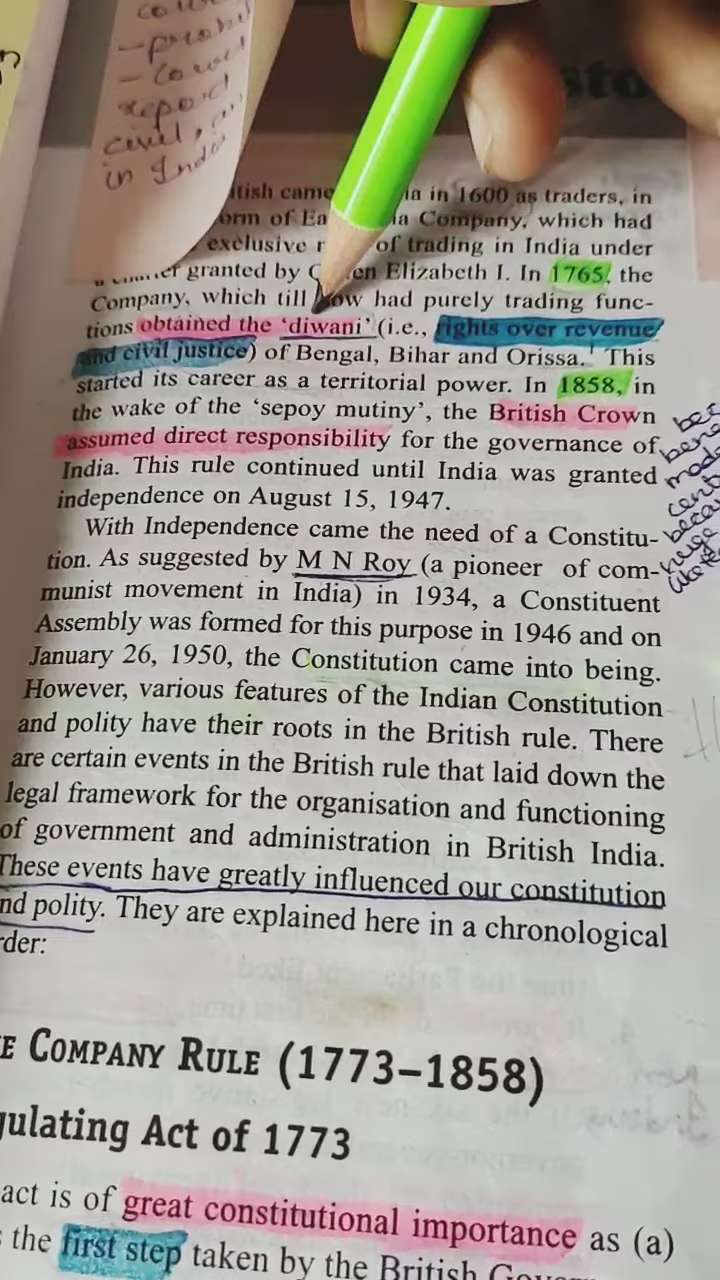 cou
-prohi
report
civil,
in India
sto
itish came ia in 1600 as traders, in
orm of Ea ia Company, which had
exclusive r of trading in India under
granted by en Elizabeth I. In 1765, the
Company, which till now had purely trading func-
tions obtained the ‘diwani’ (i.e., rights over revenue
and civil justice) of Bengal, Bihar and Orissa.1 This
started its career as a territorial power. In 1858, in
the wake of the ‘sepoy mutiny’, the British Crown
assumed direct responsibility for the governance of
India. This rule continued until India was granted
independence on August 15, 1947.
With Independence came the need of a Constitu-
tion. As suggested by M N Roy (a pioneer of com-
munist movement in India) in 1934, a Constituent
Assembly was formed for this purpose in 1946 and on
January 26, 1950, the Constitution came into being.
However, various features of the Indian Constitution
and polity have their roots in the British rule. There
are certain events in the British rule that laid down the
legal framework for the organisation and functioning
of government and administration in British India.
These events have greatly influenced our constitution
nd polity. They are explained here in a chronological
rder:
E COMPANY RULE (1773–1858)
gulating Act of 1773
act is of great constitutional importance as (a)
the first step taken by the British Gov